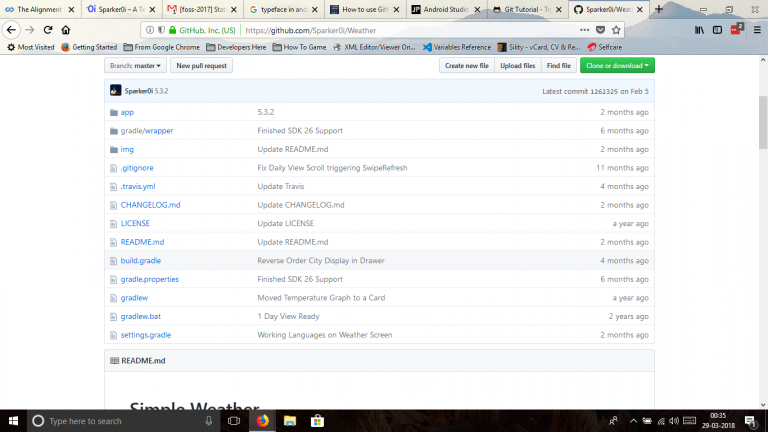 The Alignment
Sparker0i – A T
[foss-2017] Stat
typeface in and
How to use Git
Android Studio
Git Tutorial - Tr
Sparker0i/Weat
GitHub, Inc. (US)
https://github.com/Sparker0i/Weather
Most Visited
Getting Started
From Google Chrome
Developers Here
How To Game
XML Editor/Viewer On...
Variables Reference
Sility - vCard, CV & Re...
Selfcare
Branch: master
New pull request
Create new file
Upload files
Find file
Clone or download
Sparker0i 5.3.2
Latest commit 1262325 on Feb 5
app 5.3.2 2 months ago
gradle/wrapper Finished SDK 26 Support 6 months ago
img Update README.md 2 months ago
.gitignore Fix Daily View Scroll triggering SwipeRefresh 11 months ago
.travis.yml Update Travis 4 months ago
CHANGELOG.md Update CHANGELOG.md 2 months ago
LICENSE Update LICENSE a year ago
README.md Update README.md 2 months ago
build.gradle Reverse Order City Display in Drawer 4 months ago
gradle.properties Finished SDK 26 Support 6 months ago
gradlew Moved Temperature Graph to a Card a year ago
gradlew.bat 1 Day View Ready 2 years ago
settings.gradle Working Languages on Weather Screen 2 months ago
README.md
Simple Weather
Type here to search
00:35
29-03-2018